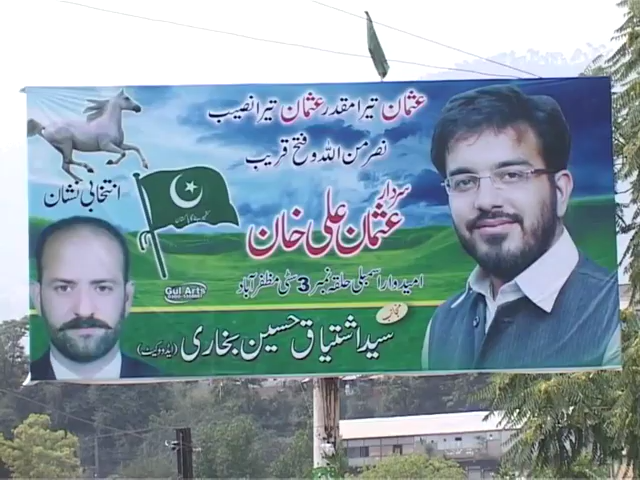 عثمان تیرا مقدر عثمان تیرا نصیب
نصر من اللہ و فتح قریب
انتخابی نشان
سردار
عثمان علی خان
امیدوار اسمبلی حلقہ نمبر 3 سٹی مظفرآباد
Gul Arts
سید اشتیاق حسین بخاری (ایڈووکیٹ)